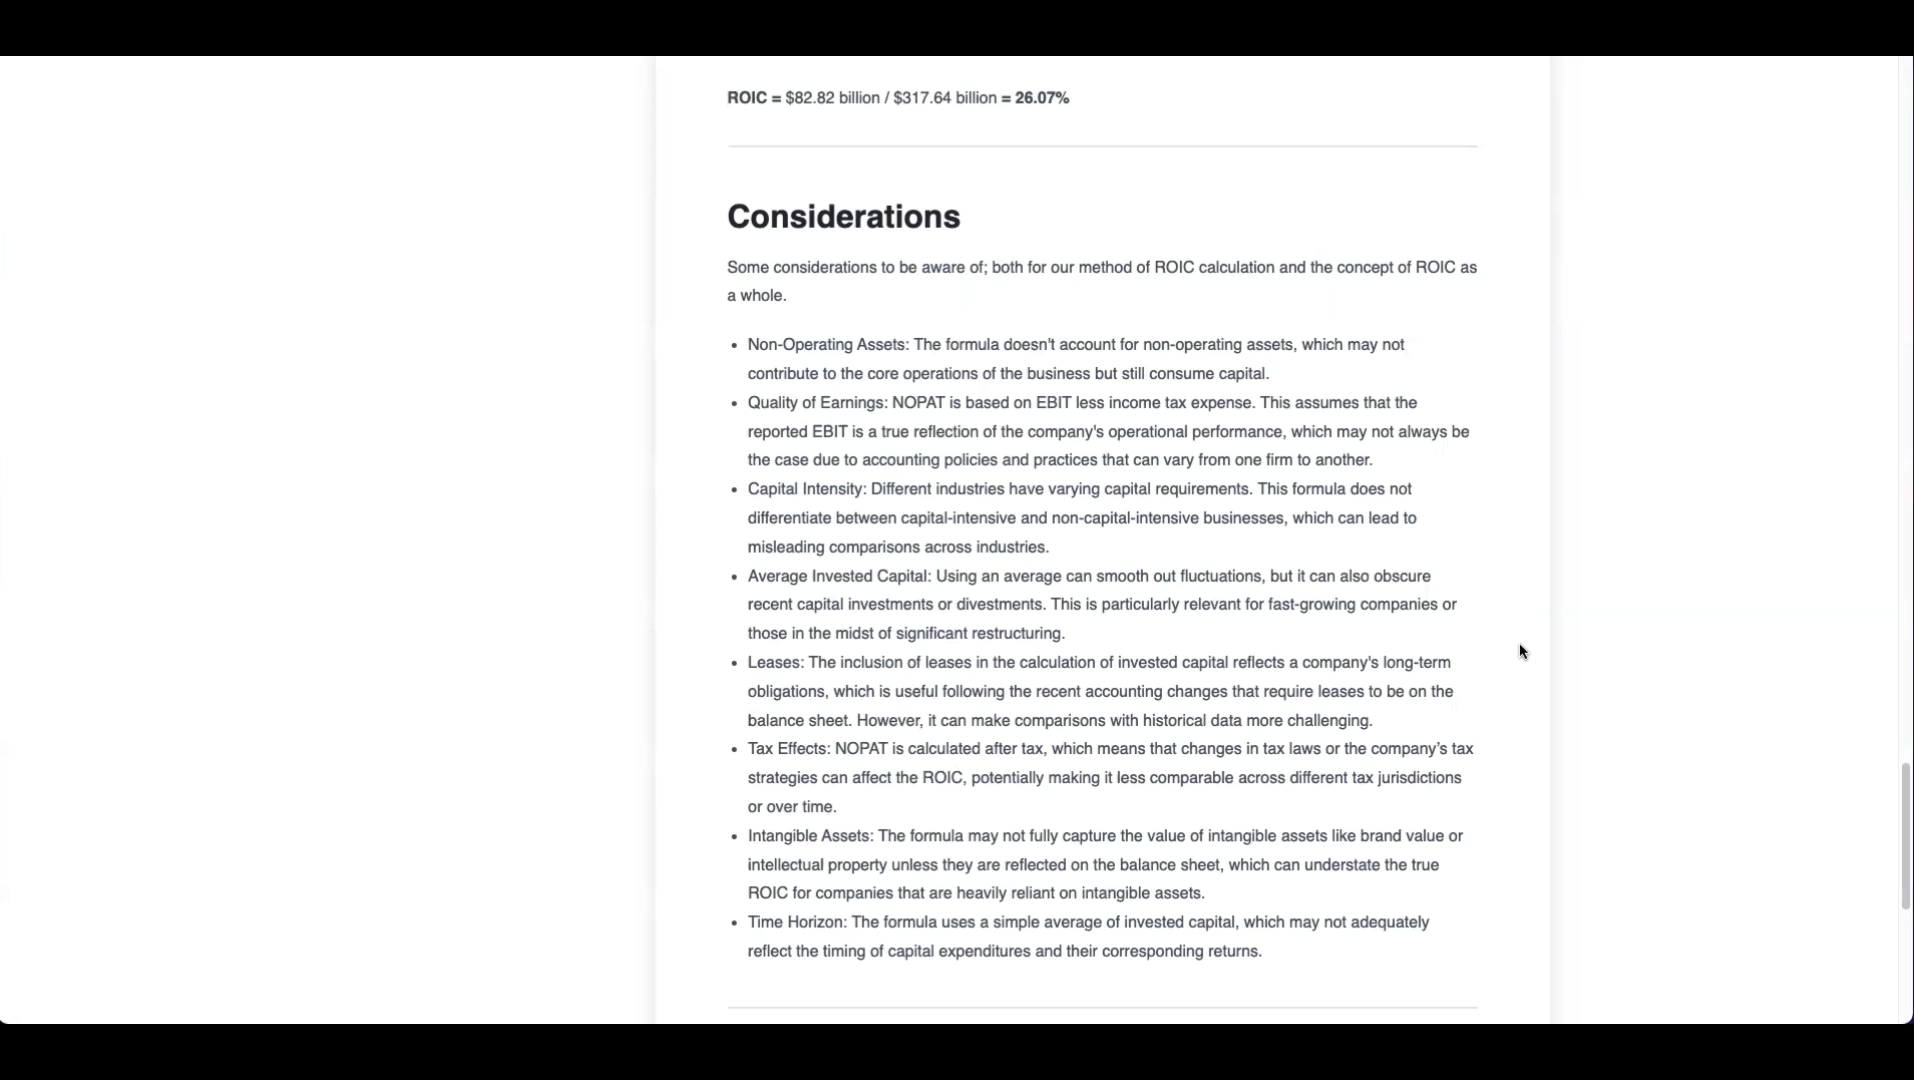 ROIC = $82.82 billion / $317.64 billion = 26.07%
Considerations
Some considerations to be aware of; both for our method of ROIC calculation and the concept of ROIC as
a whole.
• Non-Operating Assets: The formula doesn't account for non-operating assets, which may not
contribute to the core operations of the business but still consume capital.
• Quality of Earnings: NOPAT is based on EBIT less income tax expense. This assumes that the
reported EBIT is a true reflection of the company's operational performance, which may not always be
the case due to accounting policies and practices that can vary from one firm to another.
• Capital Intensity: Different industries have varying capital requirements. This formula does not
differentiate between capital-intensive and non-capital-intensive businesses, which can lead to
misleading comparisons across industries.
• Average Invested Capital: Using an average can smooth out fluctuations, but it can also obscure
recent capital investments or divestments. This is particularly relevant for fast-growing companies or
those in the midst of significant restructuring.
• Leases: The inclusion of leases in the calculation of invested capital reflects a company's long-term
obligations, which is useful following the recent accounting changes that require leases to be on the
balance sheet. However, it can make comparisons with historical data more challenging.
• Tax Effects: NOPAT is calculated after tax, which means that changes in tax laws or the company's tax
strategies can affect the ROIC, potentially making it less comparable across different tax jurisdictions
or over time.
• Intangible Assets: The formula may not fully capture the value of intangible assets like brand value or
intellectual property unless they are reflected on the balance sheet, which can understate the true
ROIC for companies that are heavily reliant on intangible assets.
• Time Horizon: The formula uses a simple average of invested capital, which may not adequately
reflect the timing of capital expenditures and their corresponding returns.